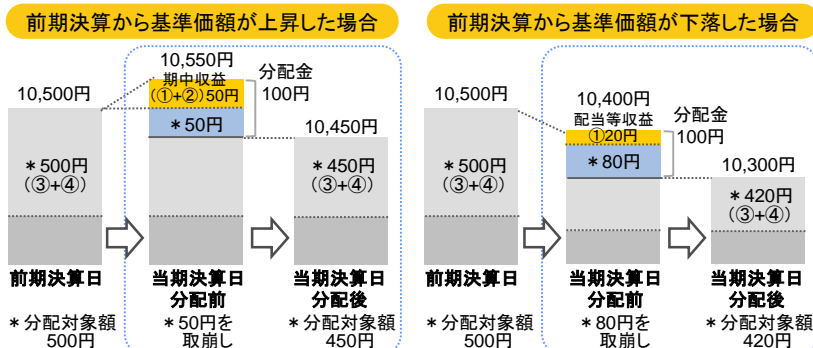 前期決算から基準価額が上昇した場合
10,500円
10,550円
期中収益
(①+②)50円
分配金
100円
*50円
10,450円
*500円
(③+④)
*450円
(③+④)
前期決算日
当期決算日
分配前
当期決算日
分配後
*分配対象額
500円
*50円を
取崩し
*分配対象額
450円
前期決算から基準価額が下落した場合
10,500円
10,400円
配当等収益
①20円
分配金
100円
*80円
10,300円
*500円
(③+④)
*420円
(③+④)
前期決算日
当期決算日
分配前
当期決算日
分配後
*分配対象額
500円
*80円を
取崩し
*分配対象額
420円